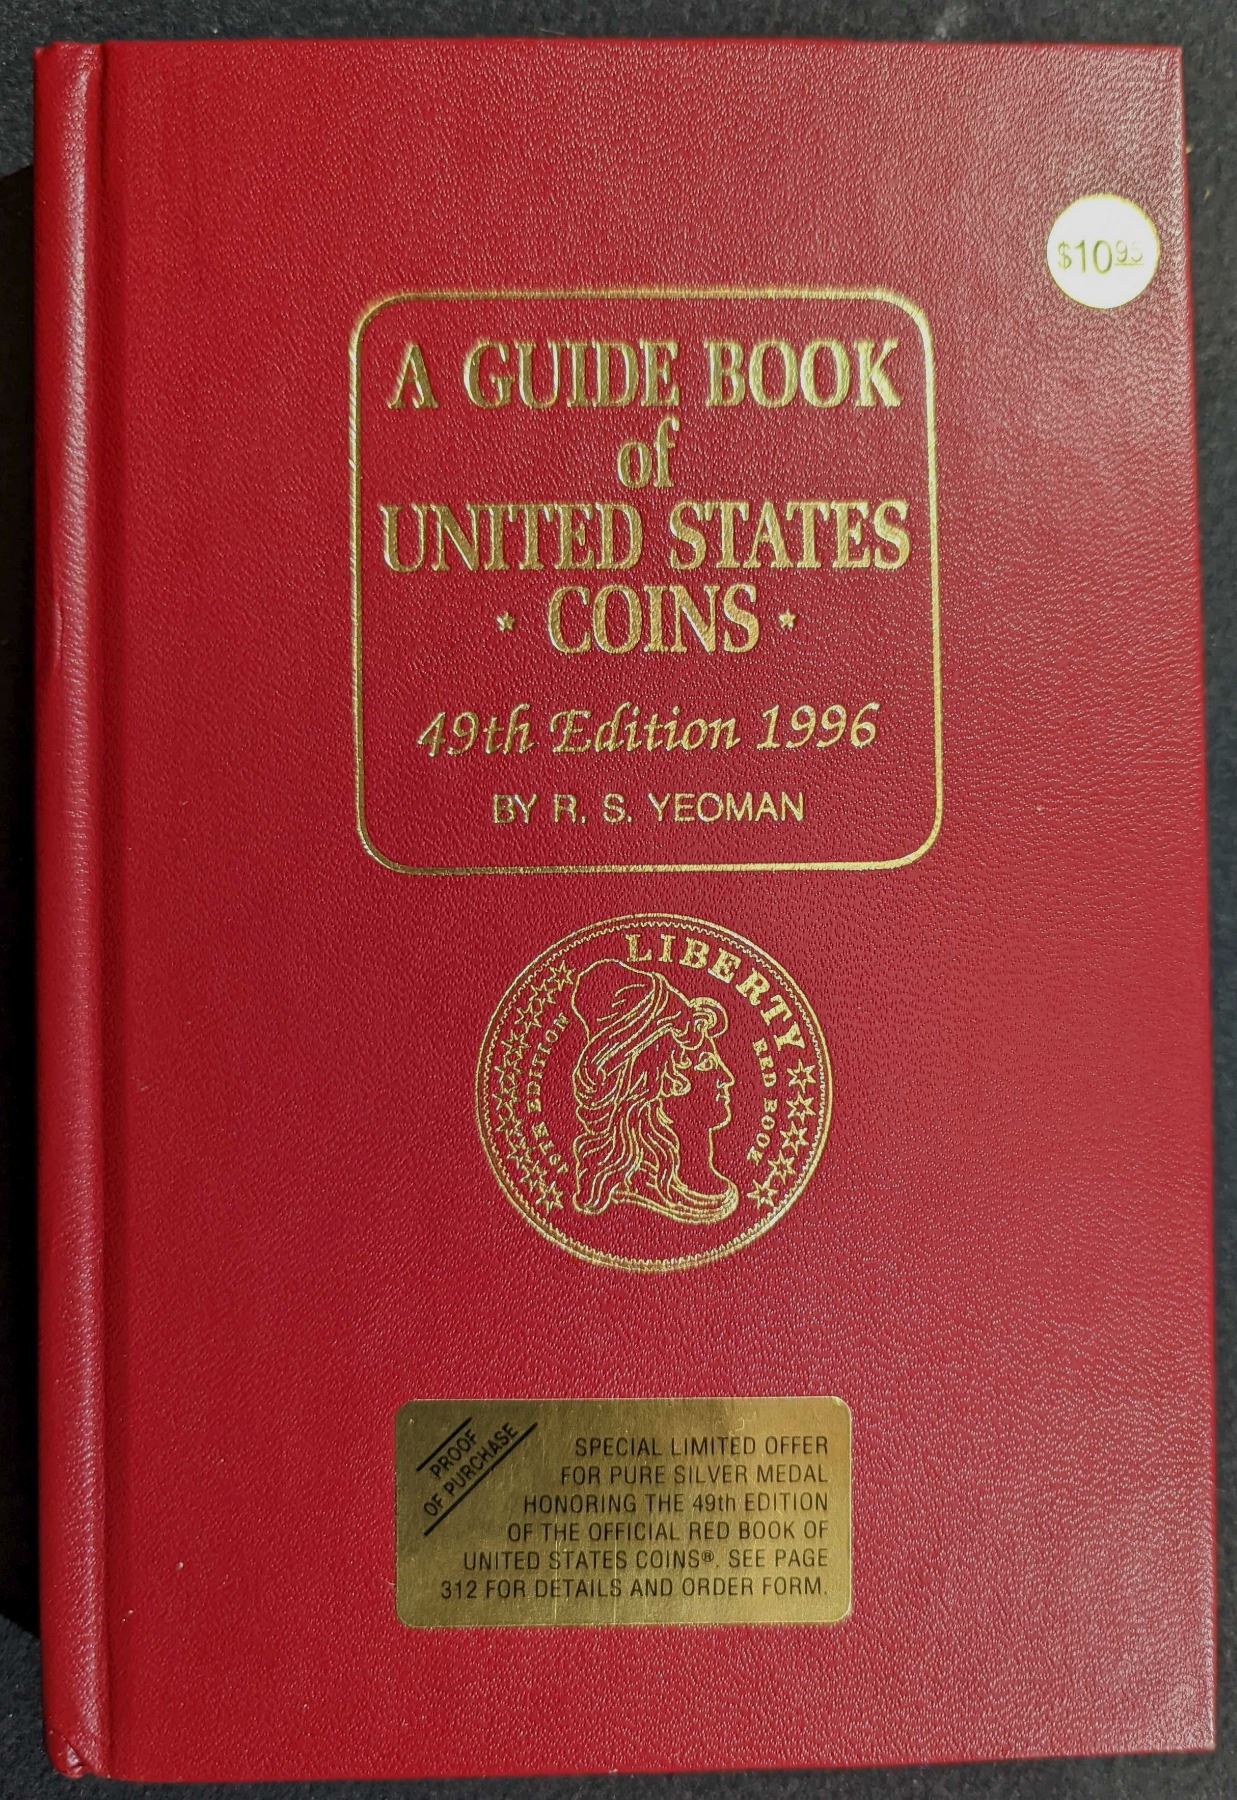 $10.95
A GUIDE BOOK
of
UNITED STATES
COINS
49th Edition 1996
BY R. S. YEOMAN
LIBERTY
EDITION
RED BOOK
PROOF
OF PURCHASE
SPECIAL LIMITED OFFER
FOR PURE SILVER MEDAL
HONORING THE 49th EDITION
OF THE OFFICIAL RED BOOK OF
UNITED STATES COINS®. SEE PAGE
312 FOR DETAILS AND ORDER FORM.